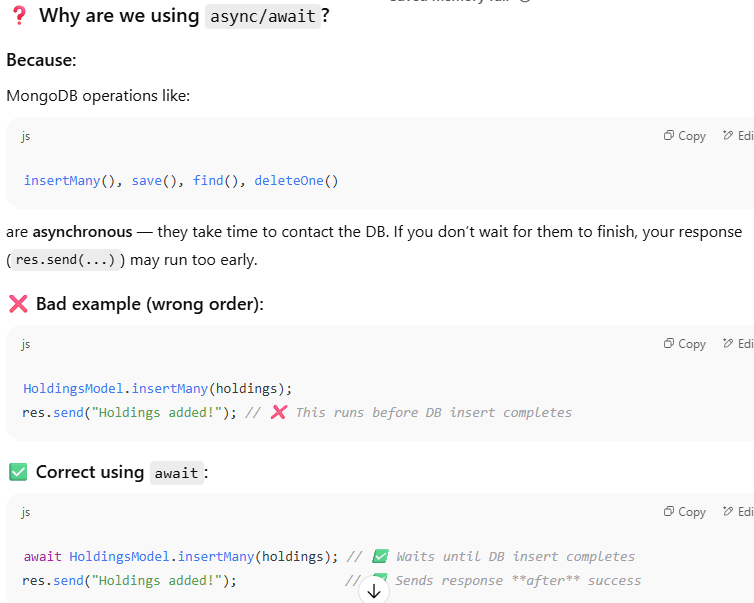 ❓ Why are we using async/await?
Because:
MongoDB operations like:
js
Copy
Edi
insertMany(), save(), find(), deleteOne()
are asynchronous — they take time to contact the DB. If you don’t wait for them to finish, your response
(res.send(...)) may run too early.
❌ Bad example (wrong order):
js
Copy
Edi
HoldingsModel.insertMany(holdings);
res.send("Holdings added!"); // ❌ This runs before DB insert completes
✅ Correct using await:
js
Copy
Edi
await HoldingsModel.insertMany(holdings); // ✅ Waits until DB insert completes
res.send("Holdings added!"); // ✅ Sends response **after** success